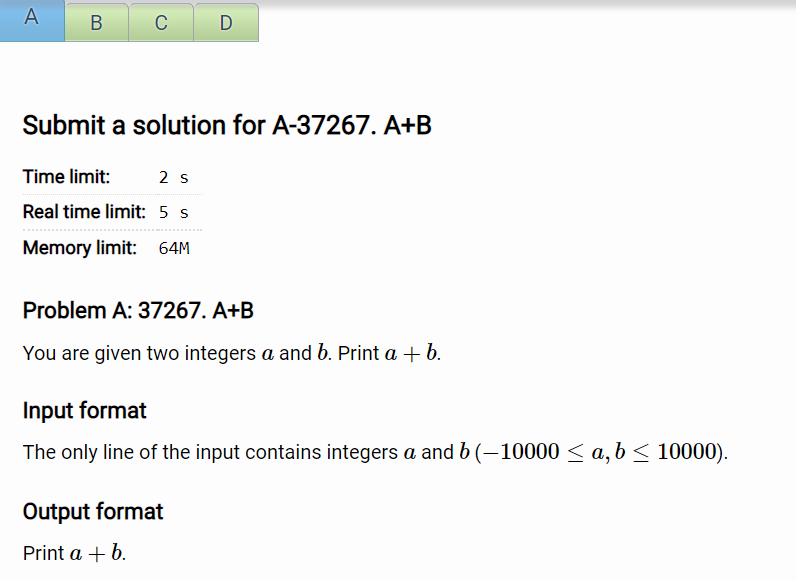 A B C D
Submit a solution for A-37267. A+B
Time limit: 2 s
Real time limit: 5 s
Memory limit: 64M
Problem A: 37267. A+B
You are given two integers a and b. Print a + b.
Input format
The only line of the input contains integers a and b (−10000 ≤ a, b ≤ 10000).
Output format
Print a + b.